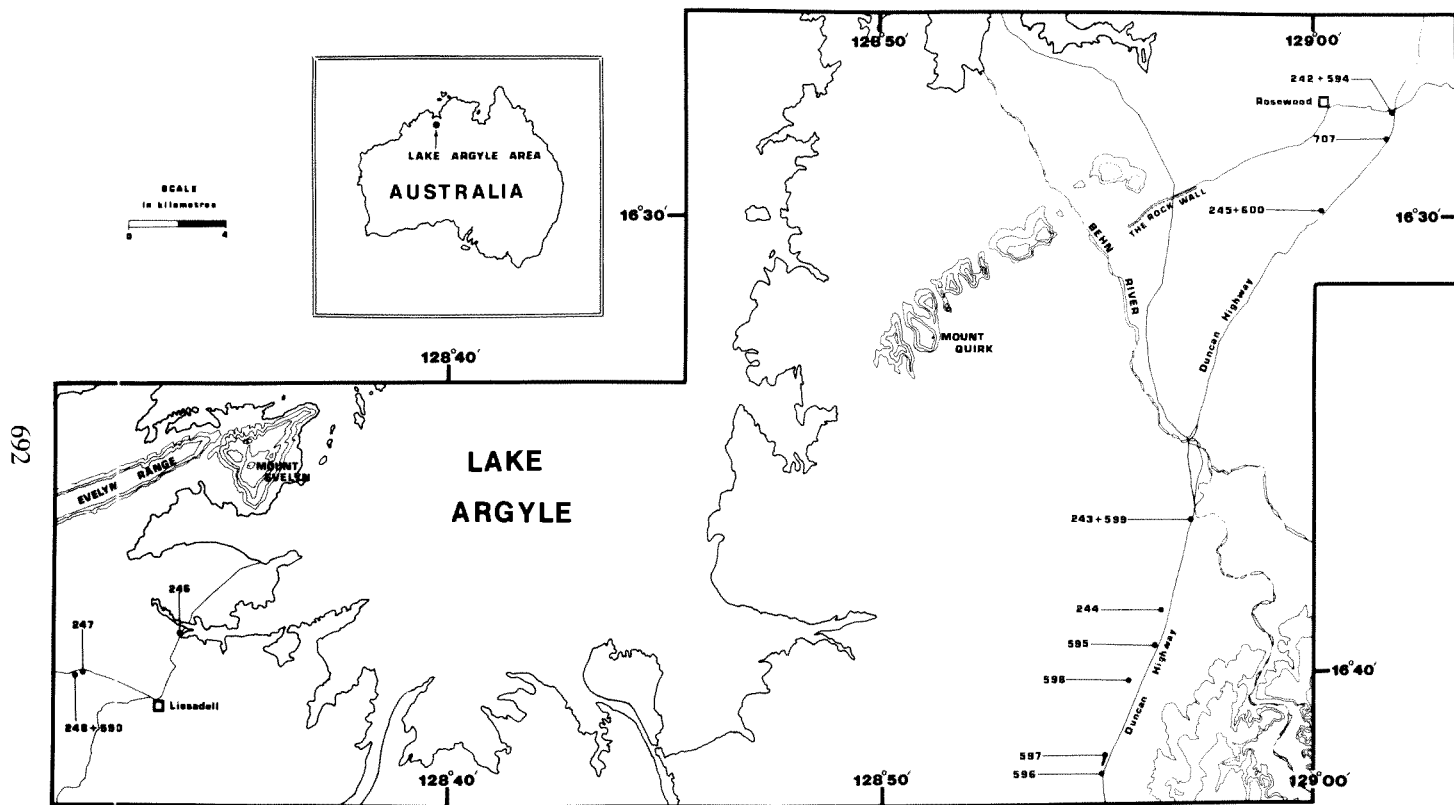 128°50′
129°00′
242 + 594
Rosewood
707
LAKE ARGYLE AREA
AUSTRALIA
SCALE
in kilometres
0 4
16°30′
THE ROCK WALL
245+600
16°30′
BEHN
RIVER
Duncan Highway
MOUNT
QUIRK
128°40′
692
EVELYN RANGE
MOUNT
EVELYN
LAKE
ARGYLE
243+599
246
244
247
595
Duncan Highway
16°40′
598
Lissadell
248+590
597
596
128°40′
128°50′
129°00′